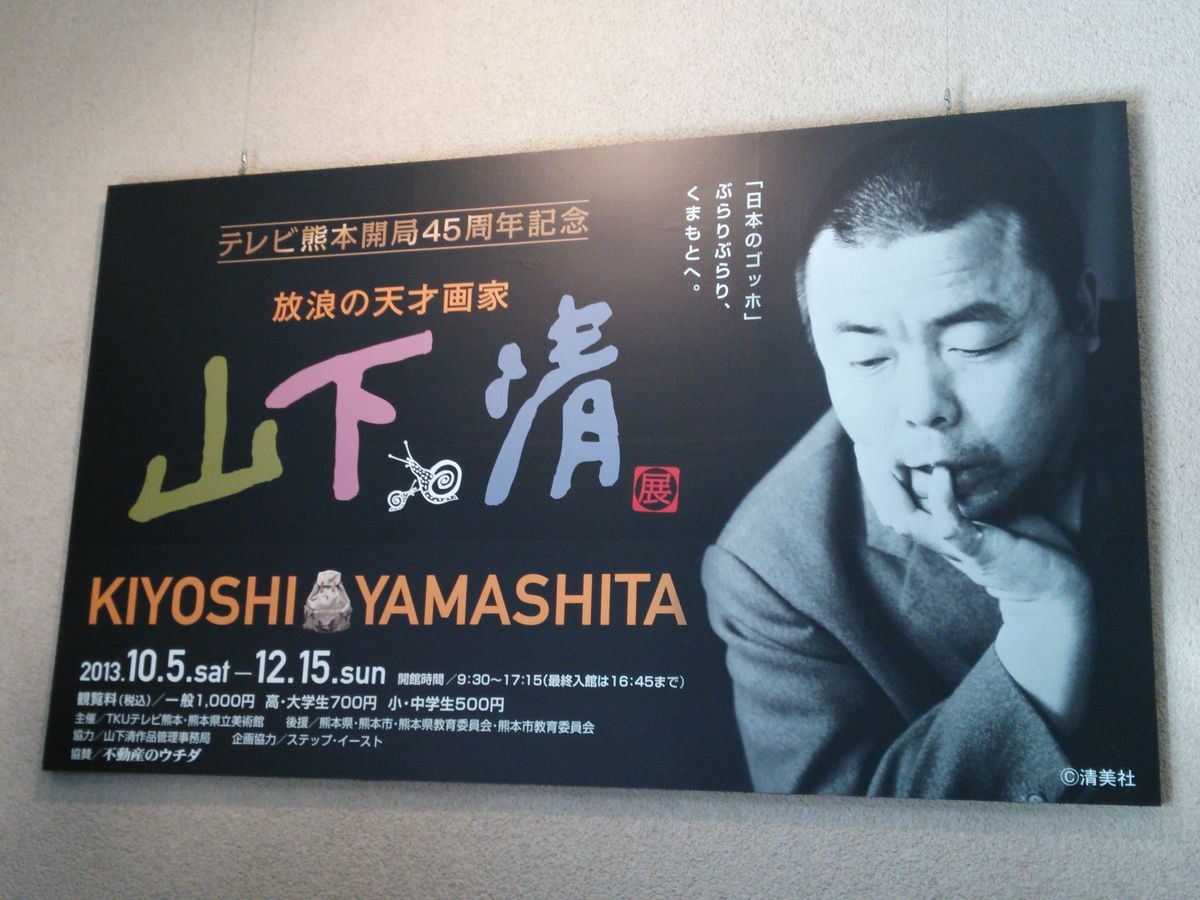 テレビ熊本開局45周年記念
放浪の天才画家
山下清
展
「日本のゴッホ」
ぶらりぶらり、
くまもとへ。
KIYOSHI YAMASHITA
2013.10.5.sat－12.15.sun 開館時間／9:30〜17:15(最終入館は16:45まで)
観覧料(税込)／一般1,000円 高・大学生700円 小・中学生500円
主催／TKUテレビ熊本・熊本県立美術館 後援／熊本県・熊本市・熊本県教育委員会・熊本市教育委員会
協力／山下清作品管理事務局 企画協力／ステップ・イースト
協賛／不動産のウチダ
©清美社